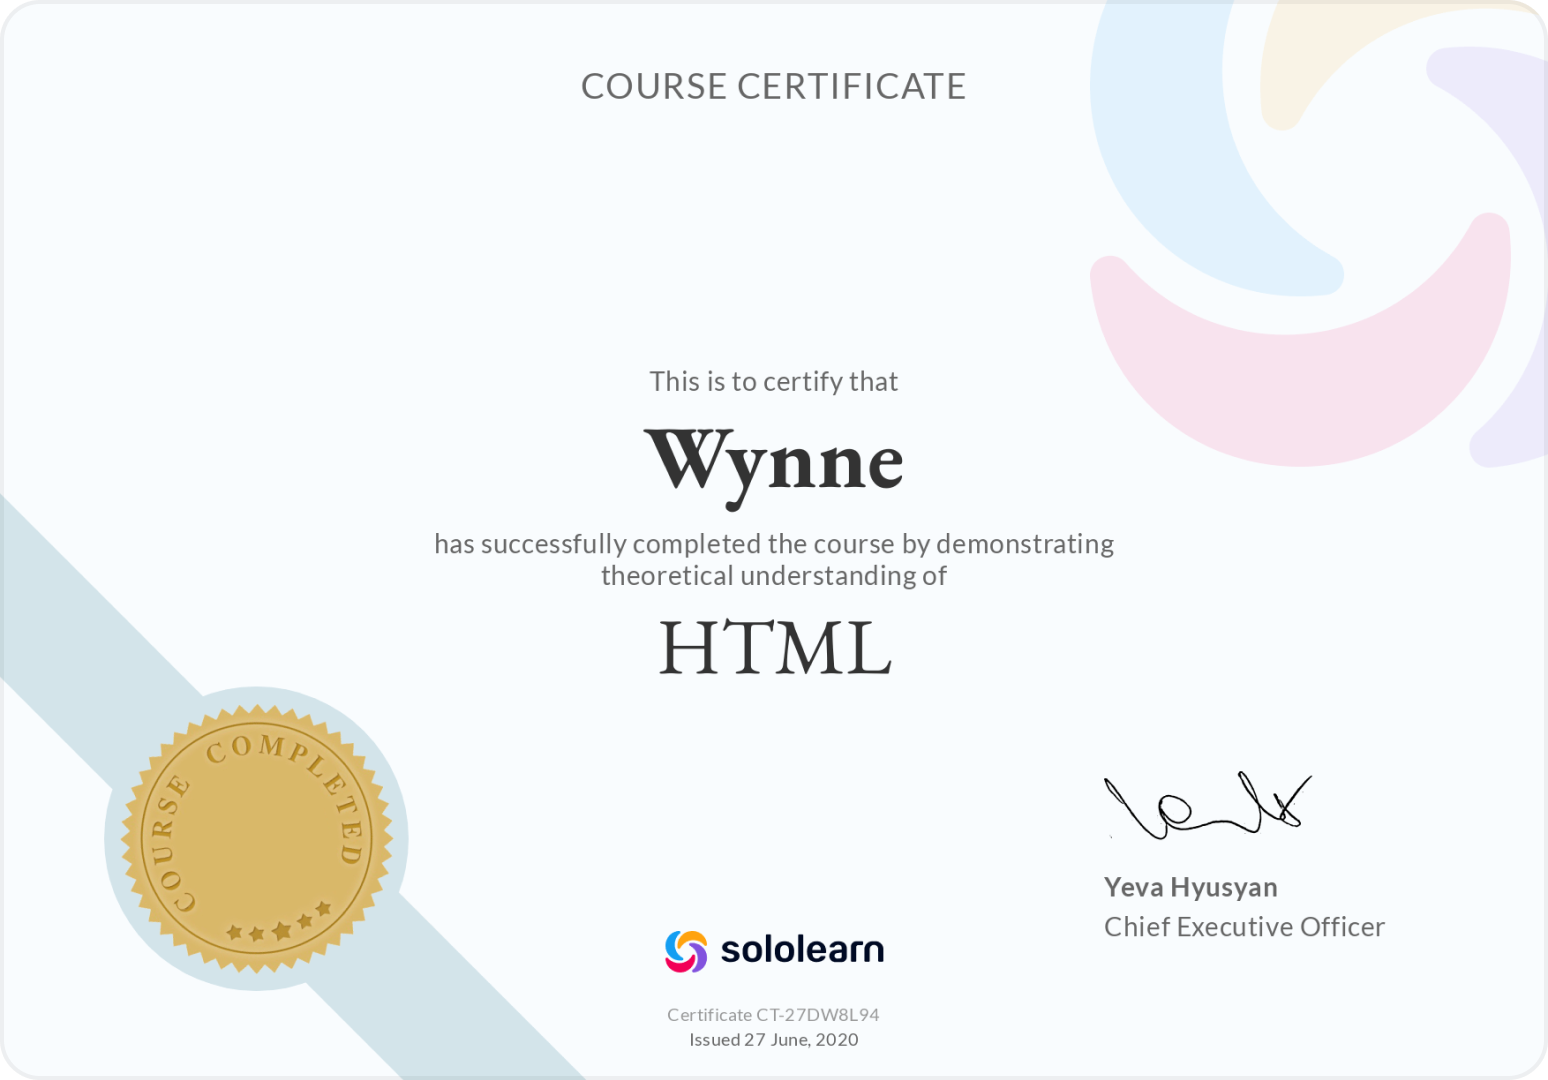 COURSE CERTIFICATE
This is to certify that
Wynne
has successfully completed the course by demonstrating
theoretical understanding of
HTML
COURSE COMPLETED
Yeva Hyusyan
Chief Executive Officer
sololearn
Certificate CT-27DW8L94
Issued 27 June, 2020